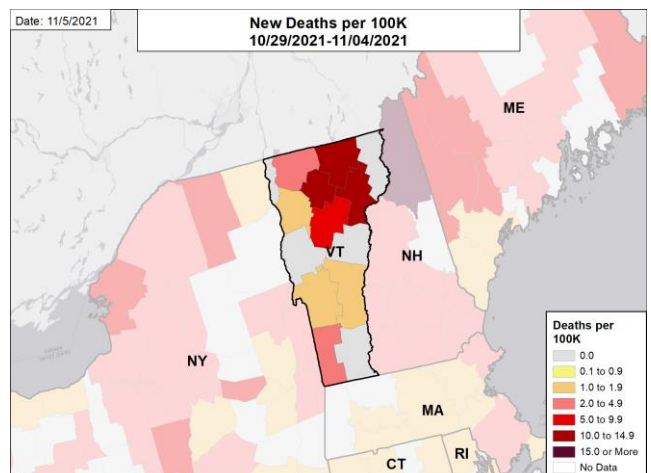 Date: 11/5/2021
New Deaths per 100K
10/29/2021-11/04/2021
ME
VT
NH
NY
MA
CT
RI
Deaths per
100K
0.0
0.1 to 0.9
1.0 to 1.9
2.0 to 4.9
5.0 to 9.9
10.0 to 14.9
15.0 or More
No Data